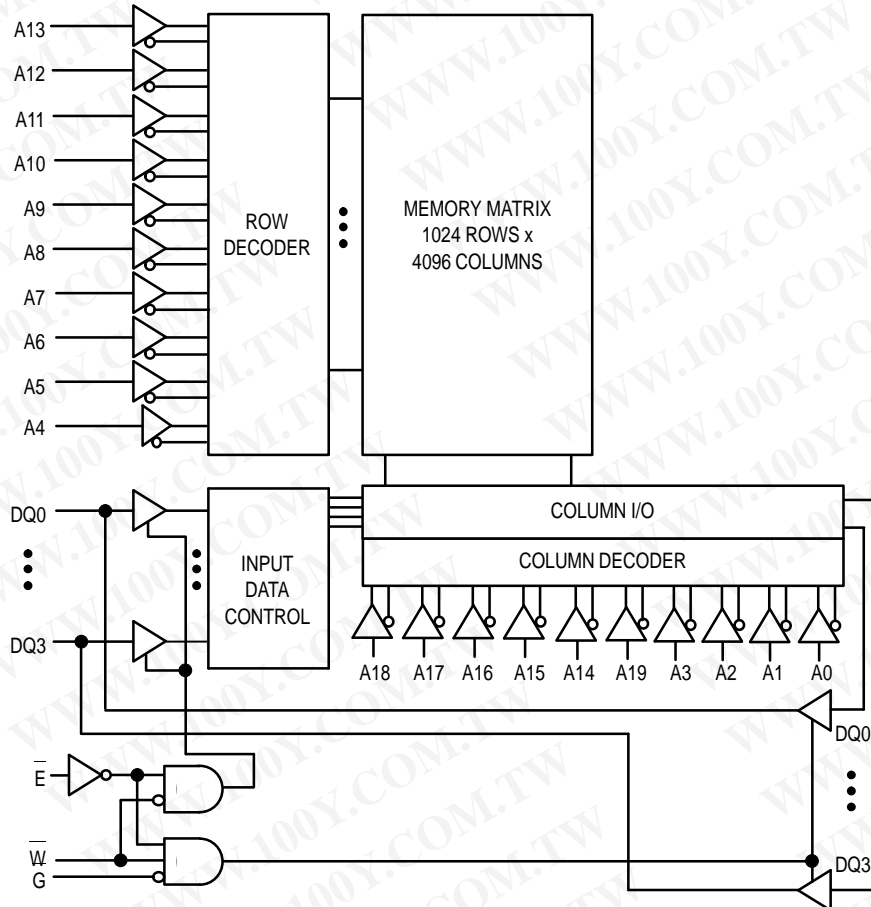 A13
A12
A11
A10
A9
A8
A7
A6
A5
A4
ROW
DECODER
MEMORY MATRIX
1024 ROWS x
4096 COLUMNS
DQ0
DQ3
INPUT
DATA
CONTROL
COLUMN I/O
COLUMN DECODER
A18 A17 A16 A15 A14 A19 A3 A2 A1 A0
DQ0
DQ3
E
W
G
WWW.100Y.COM.TW